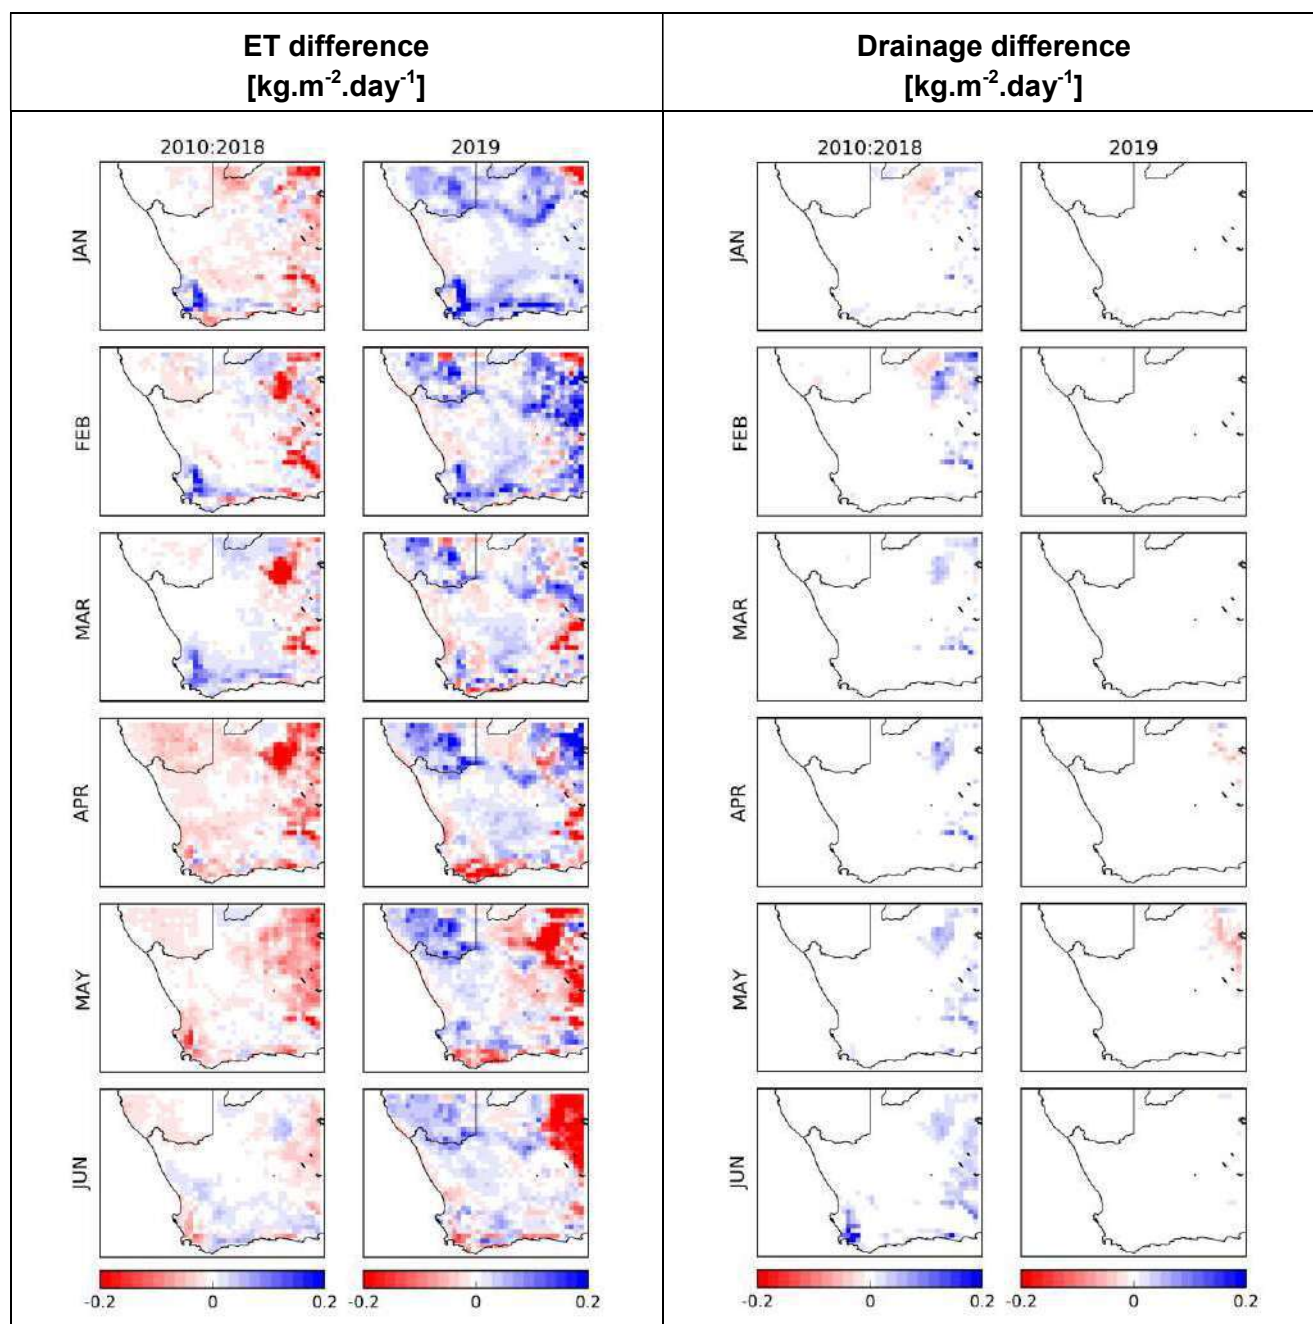 ET difference
[kg.m⁻².day⁻¹]
Drainage difference
[kg.m⁻².day⁻¹]
2010:2018
2019
2010:2018
2019
JAN
JAN
FEB
FEB
MAR
MAR
APR
APR
MAY
MAY
JUN
JUN
-0.2
0
0.2
-0.2
0
0.2
-0.2
0
0.2
-0.2
0
0.2